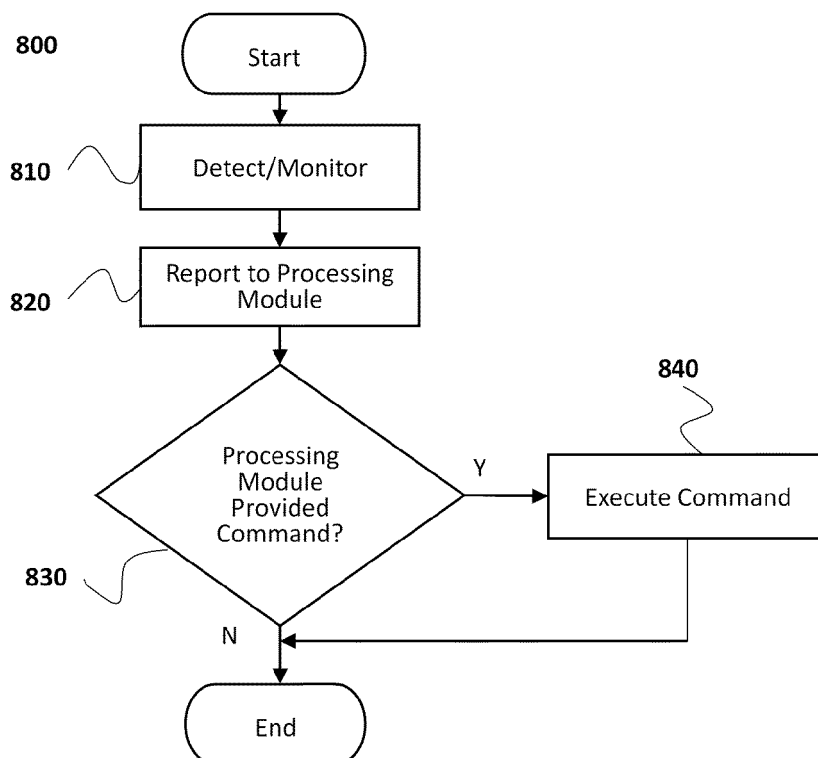 800
Start
810
Detect/Monitor
820
Report to Processing
Module
840
Processing
Module
Provided
Command?
Y
Execute Command
830
N
End